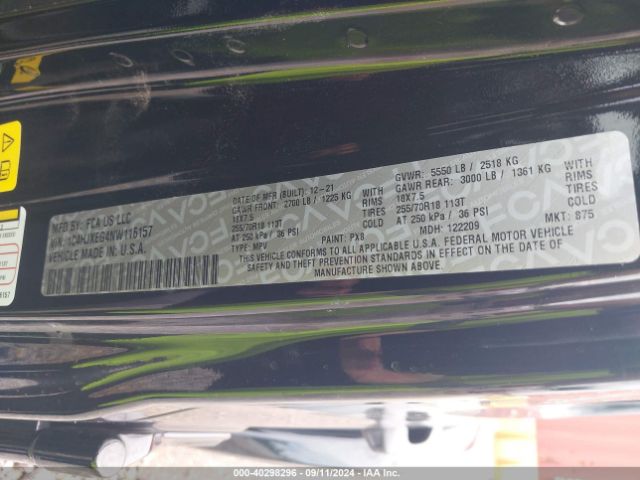 MFD BY: FCA US LLC
DATE OF MFR (BUILT): 12-21
GVWR: 5550 LB / 2518 KG
GAWR FRONT: 2700 LB / 1225 KG WITH
18X7.5 RIMS
255/70R18 113T TIRES
AT 250 kPa / 36 PSI COLD
GAWR REAR: 3000 LB / 1361 KG WITH
18X7.5 RIMS
255/70R18 113T TIRES
AT 250 kPa / 36 PSI COLD
VIN: 1C4HJXEG4NW116157
TYPE: MPV
PAINT: PX8
MDH: 122209
MKT: 875
VEHICLE MADE IN: U.S.A.
THIS VEHICLE CONFORMS TO ALL APPLICABLE U.S.A. FEDERAL MOTOR VEHICLE
SAFETY, BUMPER, AND THEFT PREVENTION STANDARDS IN EFFECT ON THE DATE OF
MANUFACTURE SHOWN ABOVE.
000-40298296 - 09/11/2024 - IAA Inc.